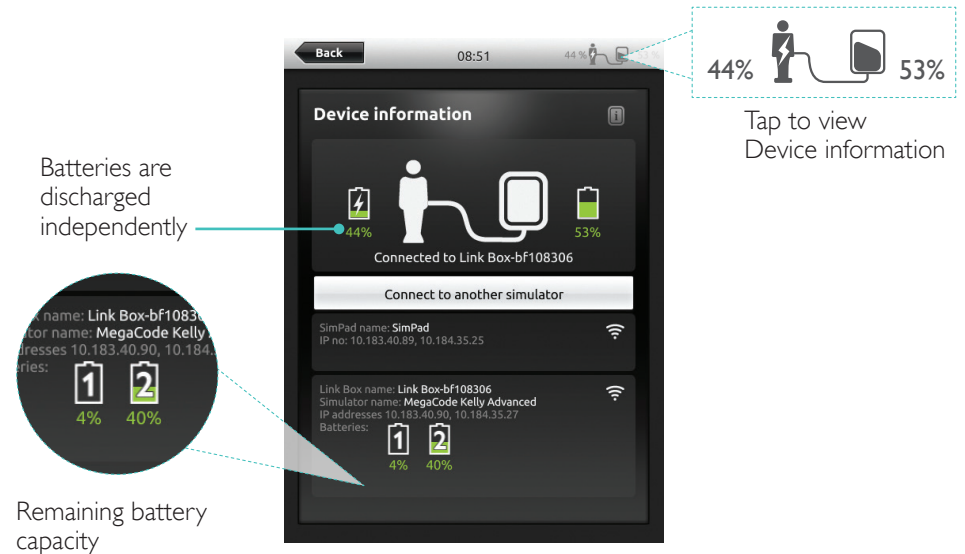 Back
08:51
44 %
53 %
44%
53%
Tap to view
Device information
Device information
i
44%
53%
Connected to Link Box-bf108306
Batteries are
discharged
independently
Connect to another simulator
SimPad name: SimPad
IP no: 10.183.40.89, 10.184.35.25
Link Box name: Link Box-bf108306
Simulator name: MegaCode Kelly Advanced
IP addresses 10.183.40.90, 10.184.35.27
Batteries:
1 2
4% 40%
name: Link Box-bf10830
tor name: MegaCode Kelly
dresses 10.183.40.90, 10.184.
ries:
1 2
4% 40%
Remaining battery
capacity